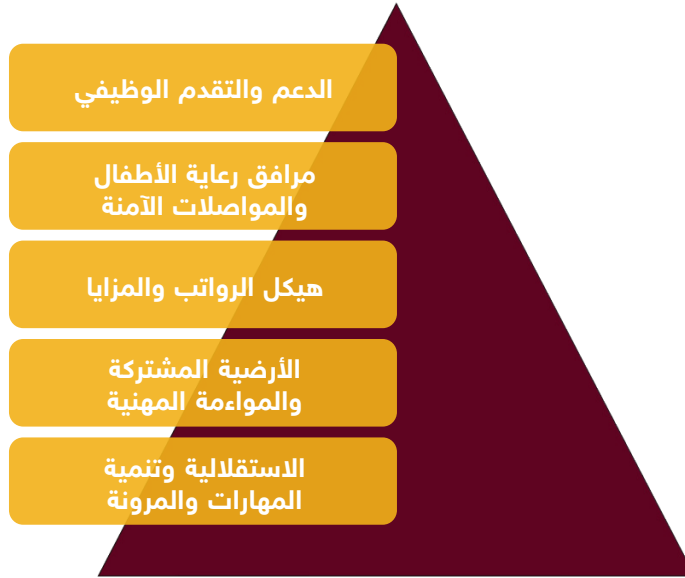 الدعم والتقدم الوظيفي
مرافق رعاية الأطفال
والمواصلات الآمنة
هيكل الرواتب والمزايا
الأرضية المشتركة
والمواءمة المهنية
الاستقلالية وتنمية
المهارات والمرونة